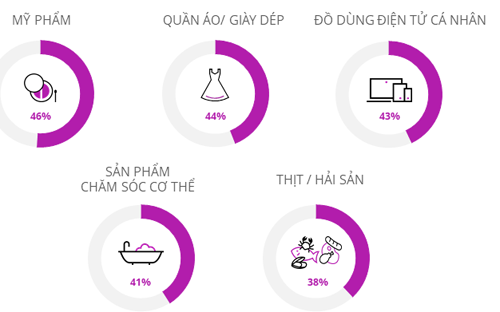 MỸ PHẨM
46%
QUẦN ÁO/ GIÀY DÉP
44%
ĐỒ DÙNG ĐIỆN TỬ CÁ NHÂN
43%
SẢN PHẨM
CHĂM SÓC CƠ THỂ
41%
THỊT / HẢI SẢN
38%